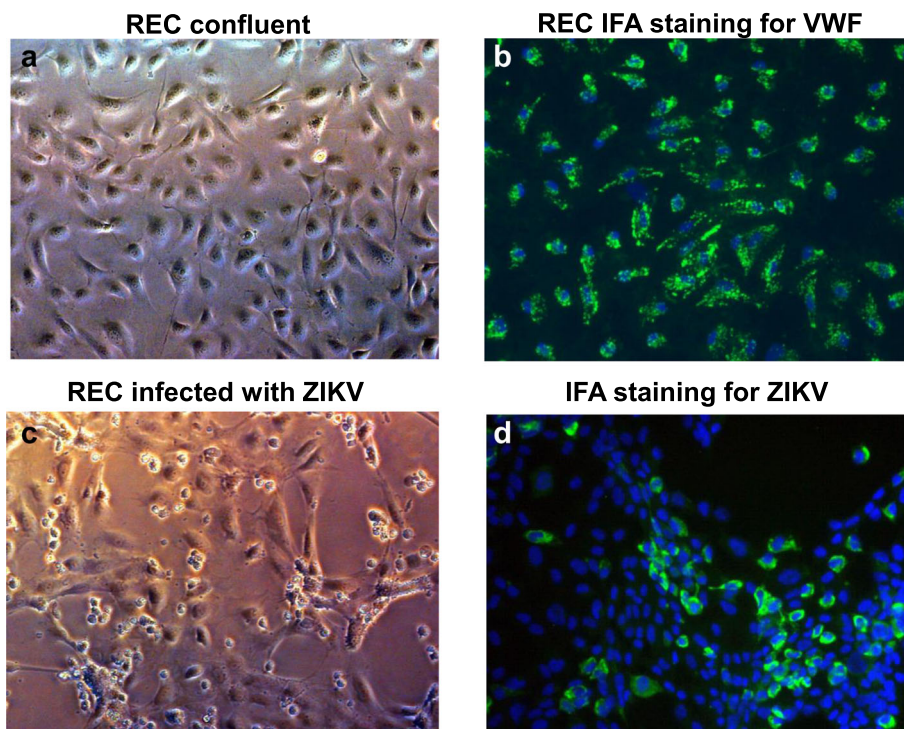 REC confluent
REC IFA staining for VWF
a
b
REC infected with ZIKV
IFA staining for ZIKV
c
d